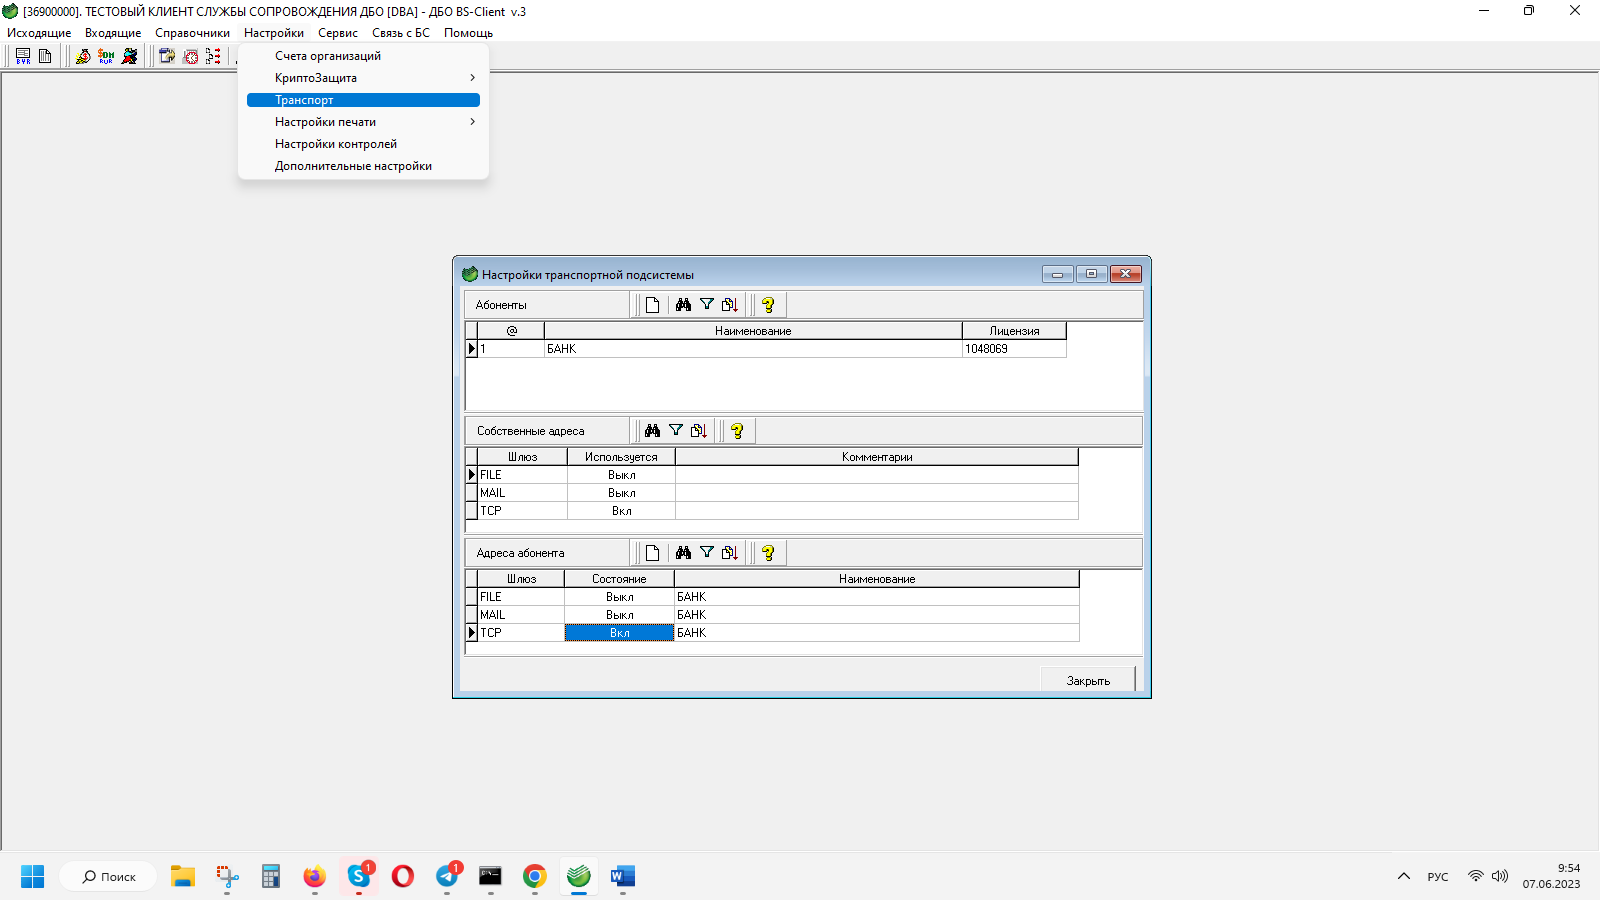 [36900000]. ТЕСТОВЫЙ КЛИЕНТ СЛУЖБЫ СОПРОВОЖДЕНИЯ ДБО [DBA] - ДБО BS-Client v.3
Исходящие Входящие Справочники Настройки Сервис Связь с БС Помощь
Счета организаций
КриптоЗащита
Транспорт
Настройки печати
Настройки контролей
Дополнительные настройки
Настройки транспортной подсистемы
Абоненты
@ Наименование Лицензия
1 БАНК 1048069
Собственные адреса
Шлюз Используется Комментарии
FILE Выкл
MAIL Выкл
TCP Вкл
Адреса абонента
Шлюз Состояние Наименование
FILE Выкл БАНК
MAIL Выкл БАНК
TCP Вкл БАНК
Закрыть
Поиск
1
1
РУС
9:54
07.06.2023